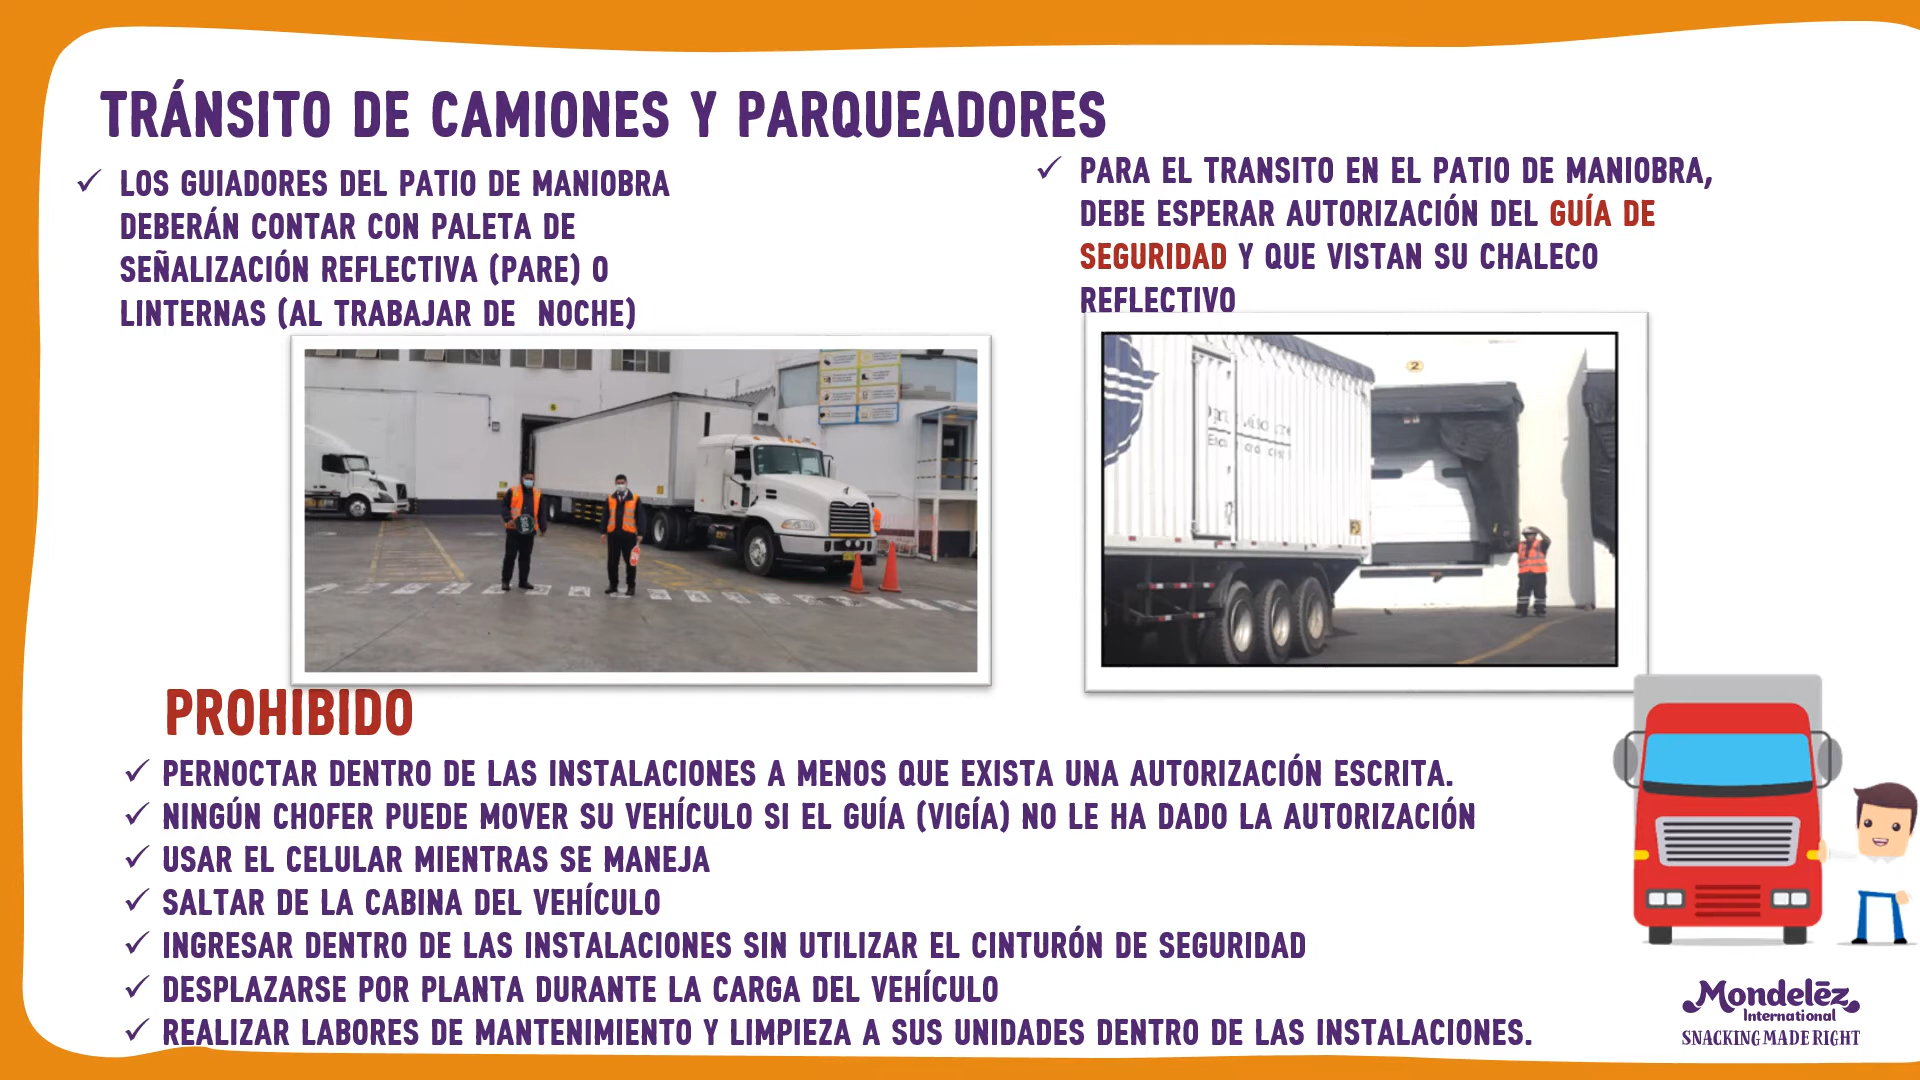 TRÁNSITO DE CAMIONES Y PARQUEADORES
✓ LOS GUIADORES DEL PATIO DE MANIOBRA
DEBERÁN CONTAR CON PALETA DE
SEÑALIZACIÓN REFLECTIVA (PARE) O
LINTERNAS (AL TRABAJAR DE NOCHE)
✓ PARA EL TRANSITO EN EL PATIO DE MANIOBRA,
DEBE ESPERAR AUTORIZACIÓN DEL GUÍA DE
SEGURIDAD Y QUE VISTAN SU CHALECO
REFLECTIVO
2
PROHIBIDO
✓ PERNOCTAR DENTRO DE LAS INSTALACIONES A MENOS QUE EXISTA UNA AUTORIZACIÓN ESCRITA.
✓ NINGÚN CHOFER PUEDE MOVER SU VEHÍCULO SI EL GUÍA (VIGÍA) NO LE HA DADO LA AUTORIZACIÓN
✓ USAR EL CELULAR MIENTRAS SE MANEJA
✓ SALTAR DE LA CABINA DEL VEHÍCULO
✓ INGRESAR DENTRO DE LAS INSTALACIONES SIN UTILIZAR EL CINTURÓN DE SEGURIDAD
✓ DESPLAZARSE POR PLANTA DURANTE LA CARGA DEL VEHÍCULO
✓ REALIZAR LABORES DE MANTENIMIENTO Y LIMPIEZA A SUS UNIDADES DENTRO DE LAS INSTALACIONES.
Mondelēz
International
SNACKING MADE RIGHT